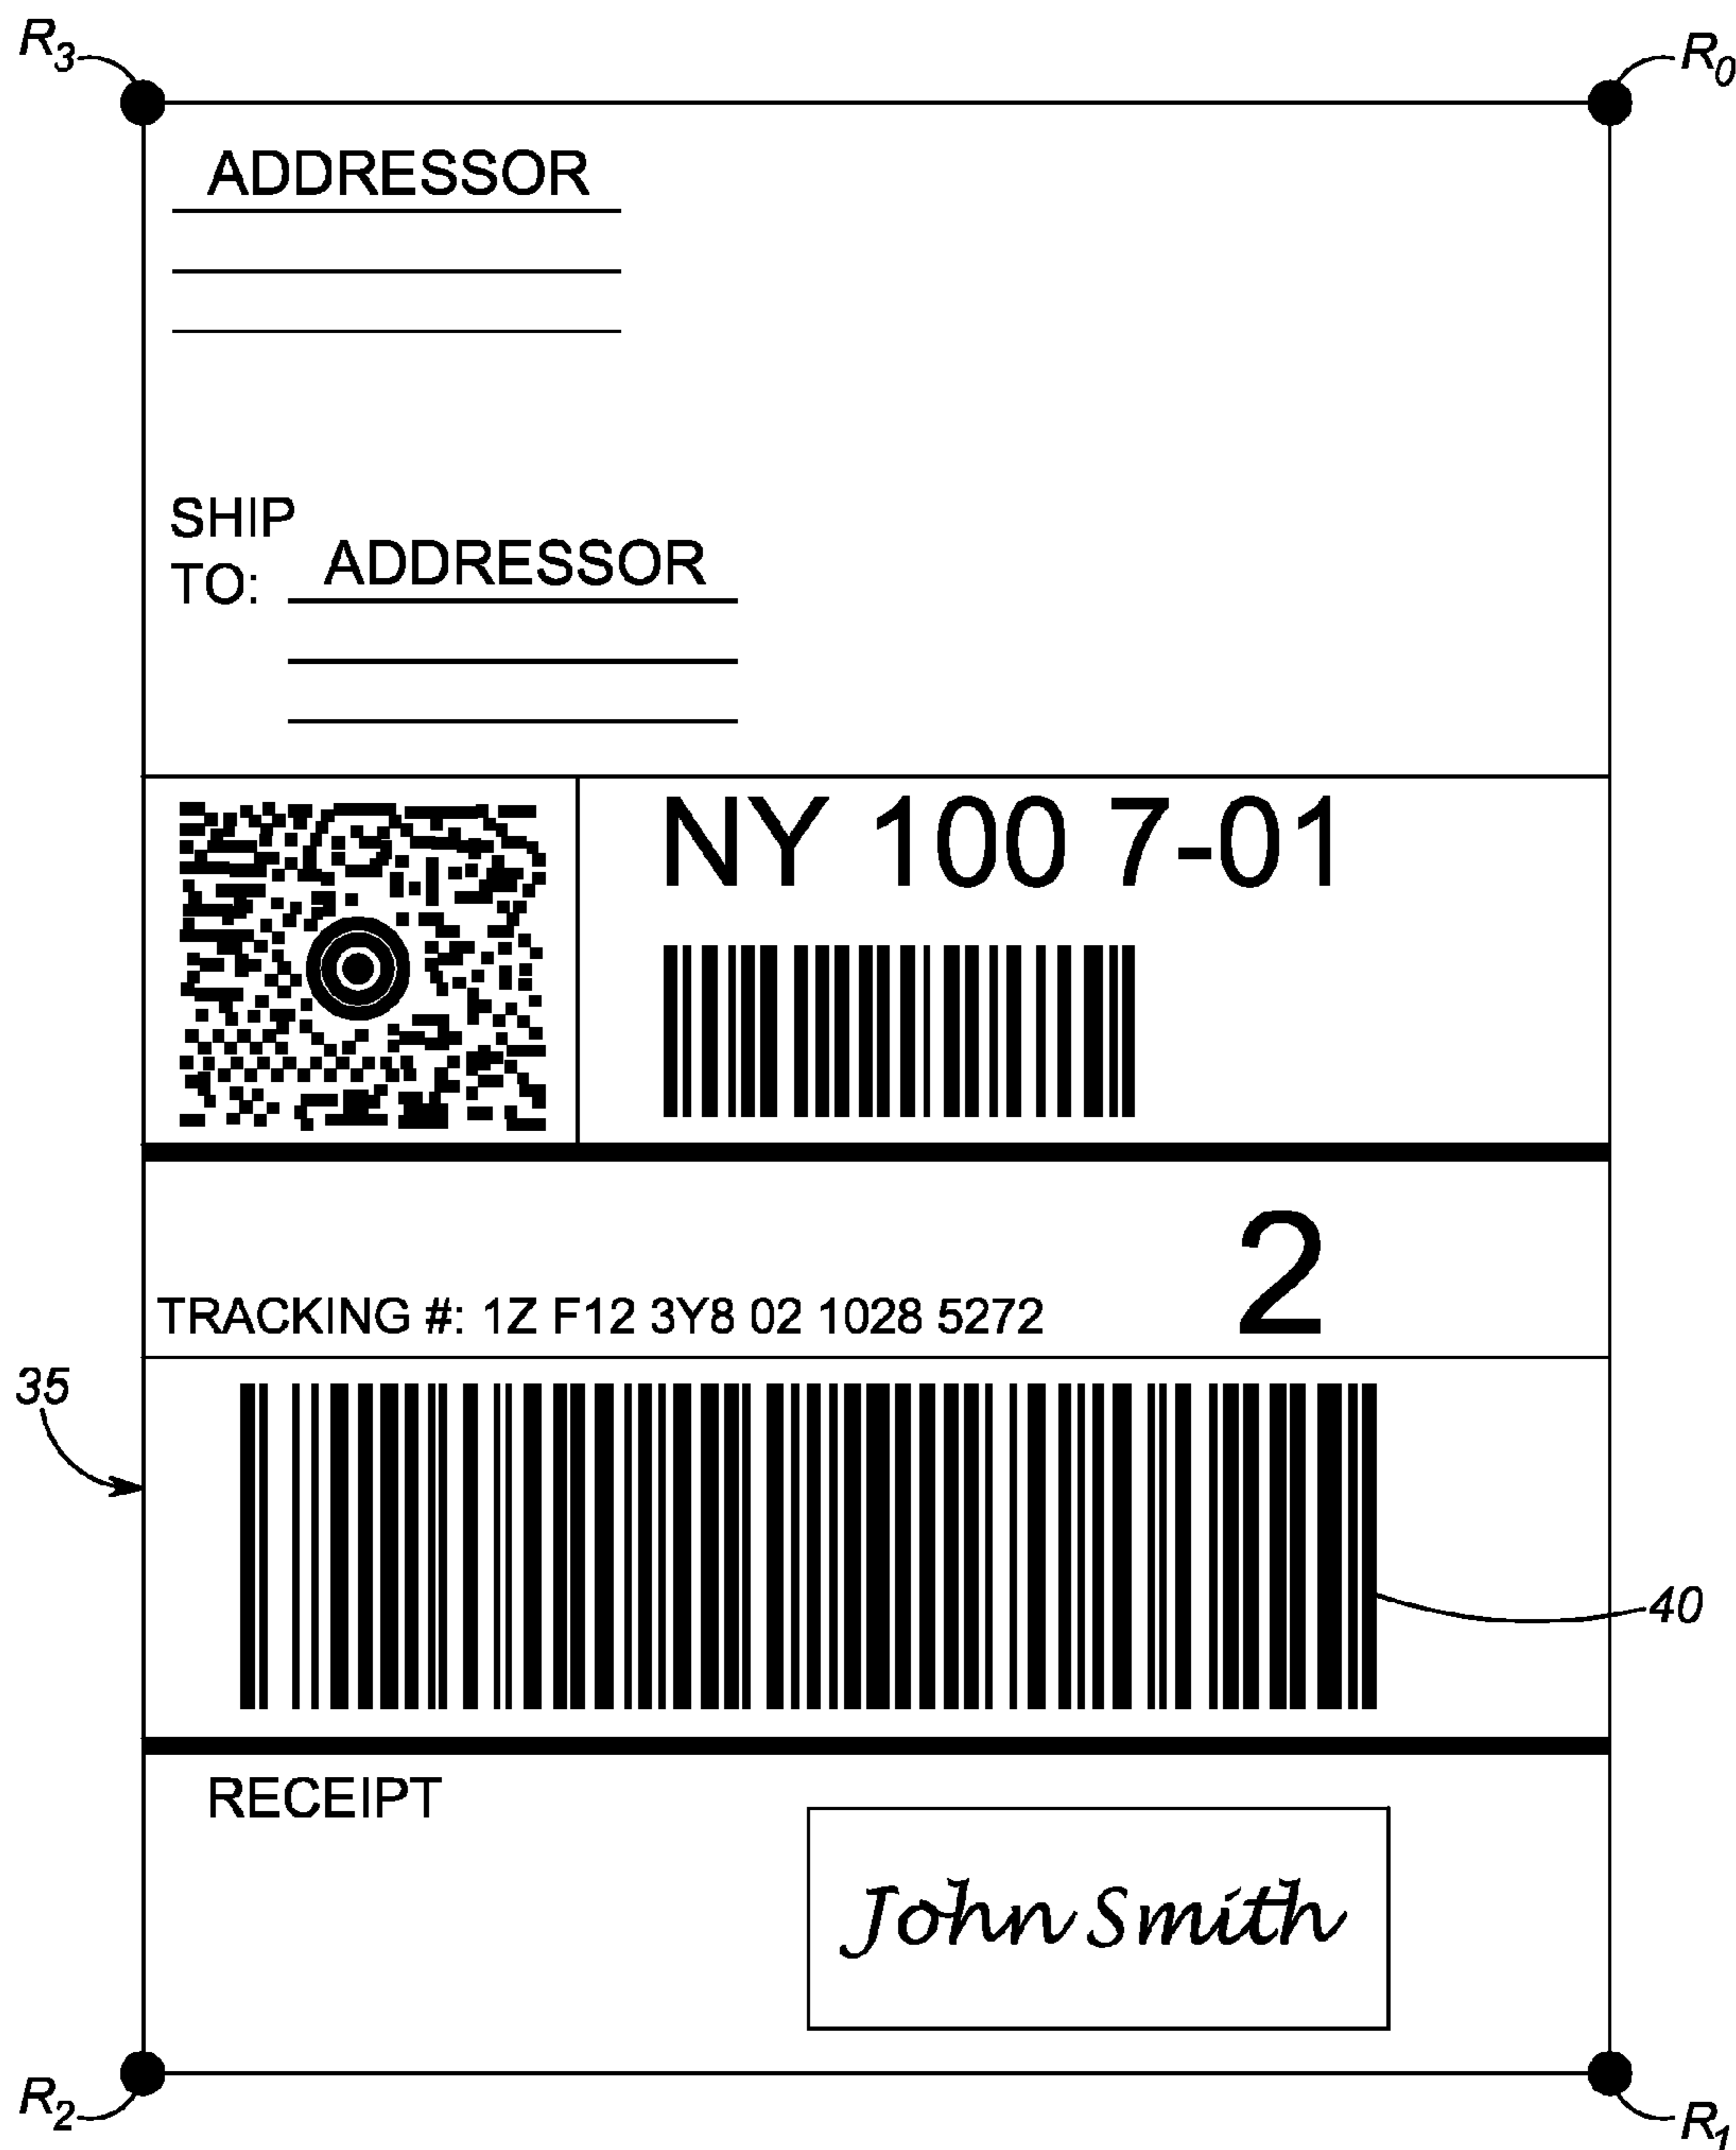 R3
R0
ADDRESSOR
SHIP
TO: ADDRESSOR
NY 100 7-01
2
TRACKING #: 1Z F12 3Y8 02 1028 5272
35
40
RECEIPT
John Smith
R2
R1